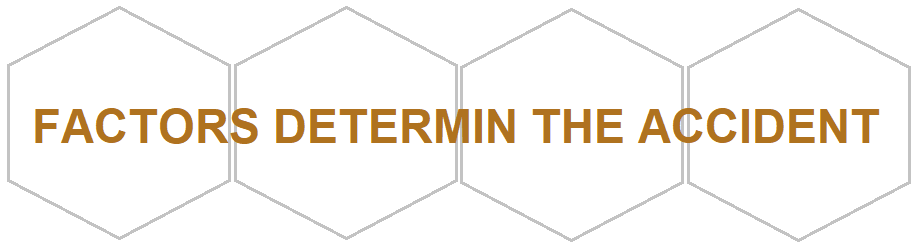 FACTORS DETERMIN THE ACCIDENT